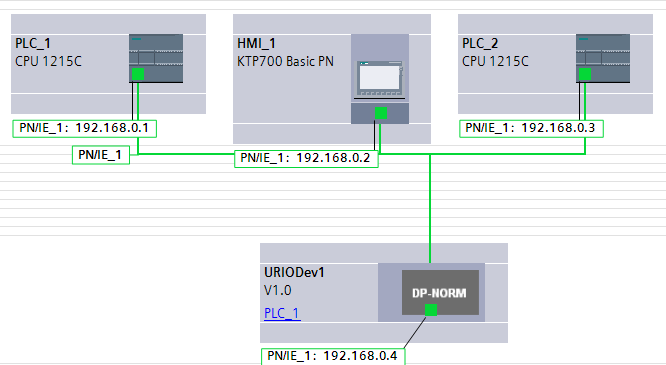 PLC_1
CPU 1215C
HMI_1
KTP700 Basic PN
PLC_2
CPU 1215C
PN/IE_1: 192.168.0.1
PN/IE_1: 192.168.0.3
PN/IE_1
PN/IE_1: 192.168.0.2
URIODev1
V1.0
PLC_1
DP-NORM
PN/IE_1: 192.168.0.4